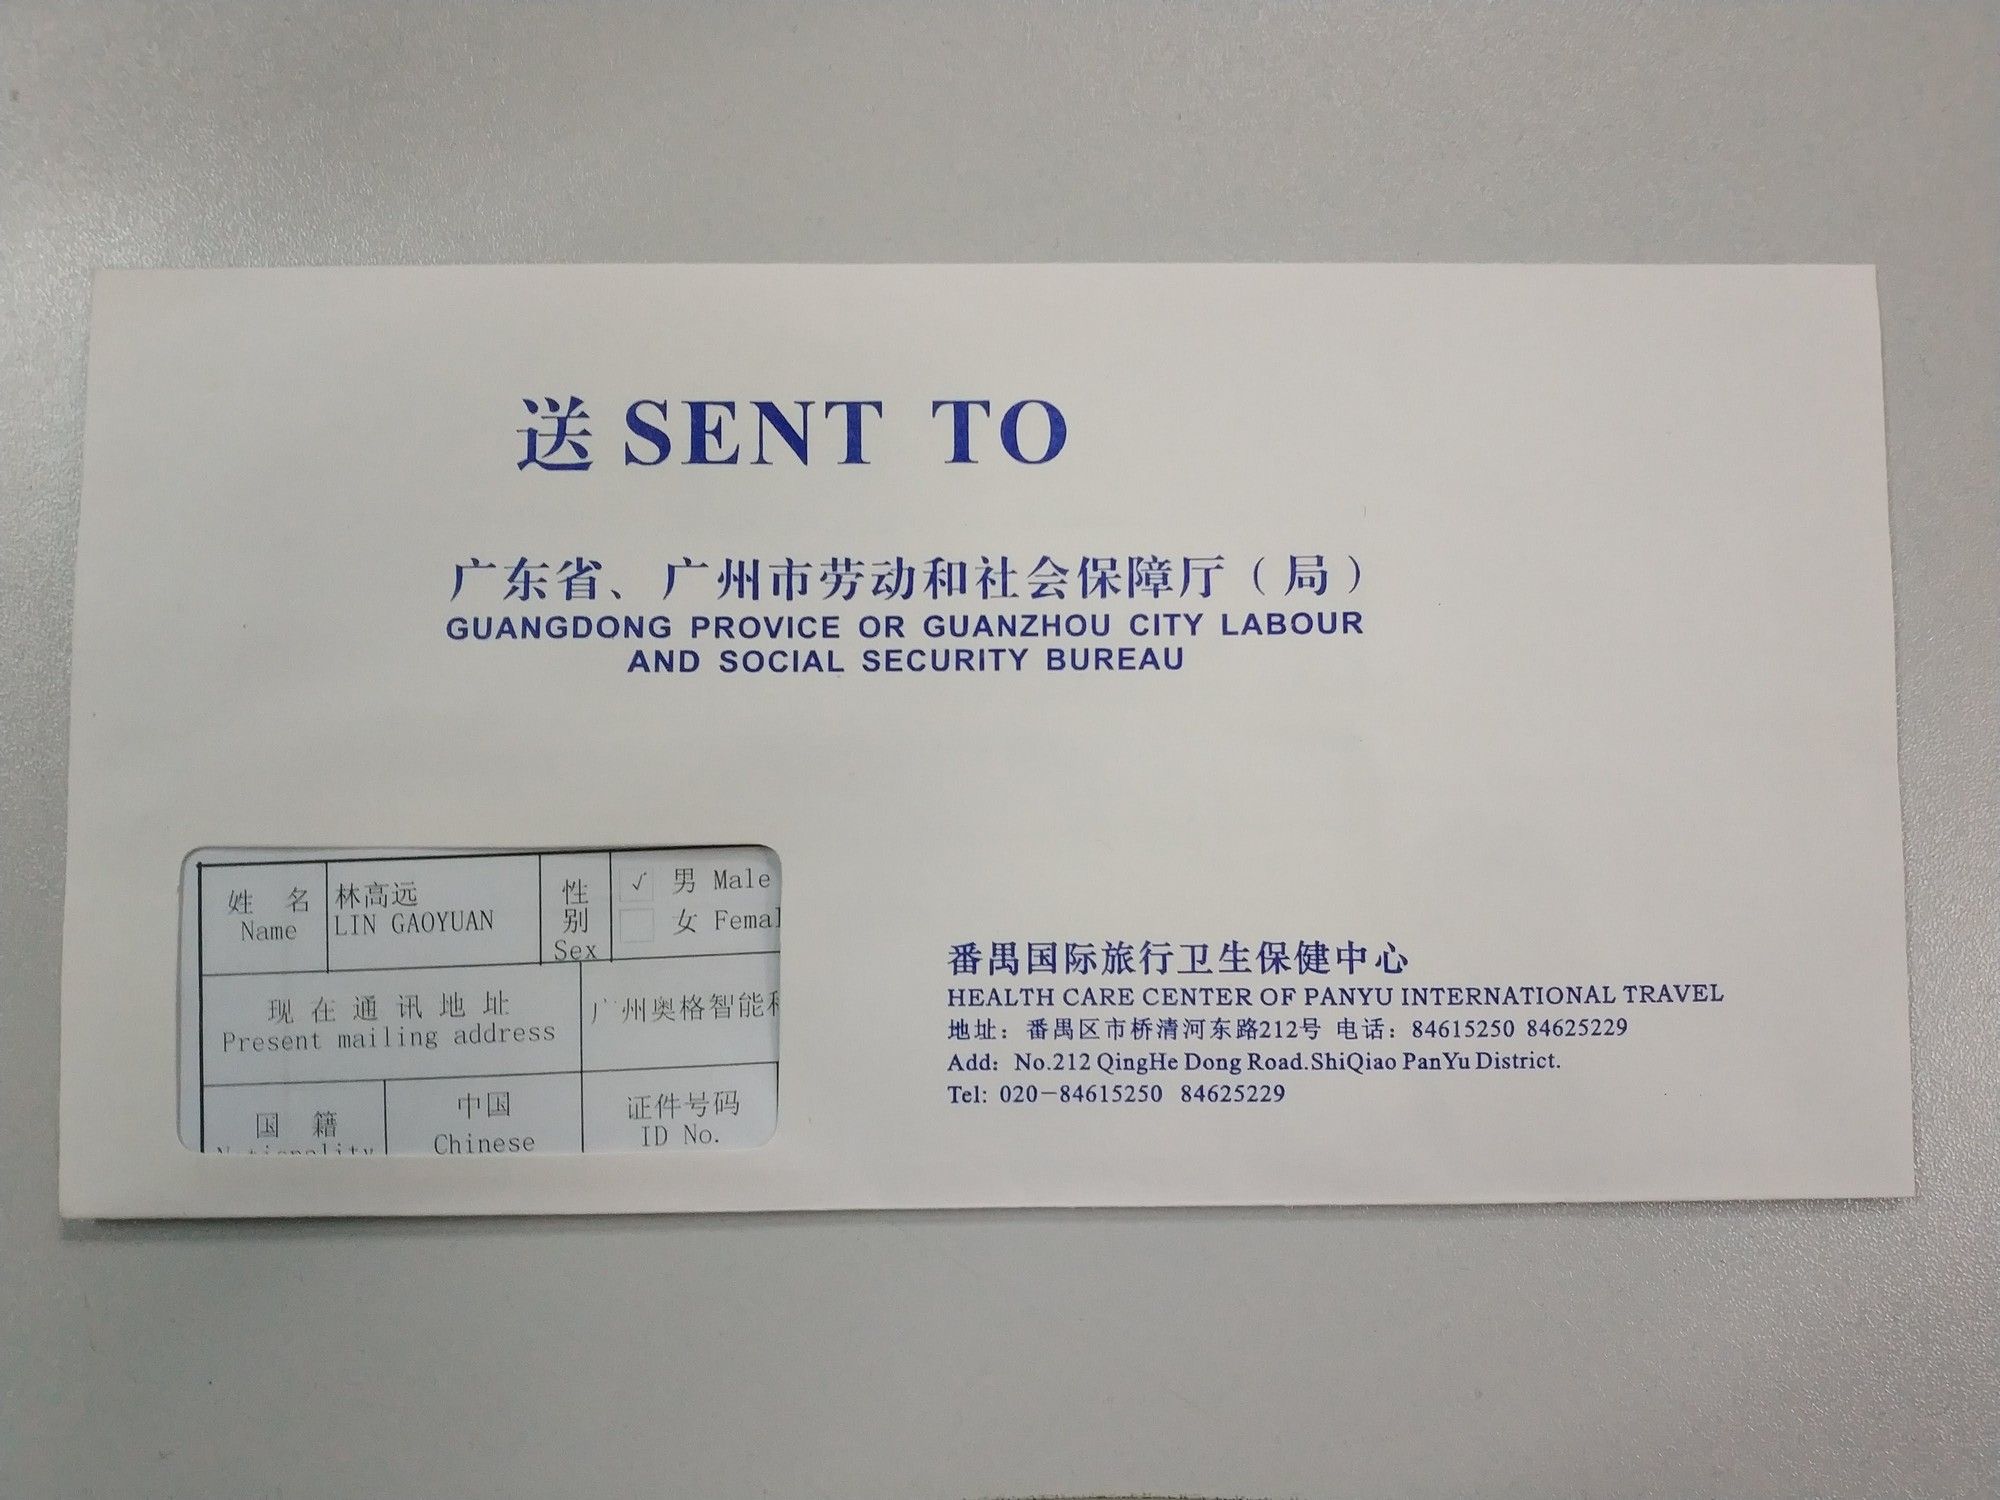 送 SENT TO
广东省、广州市劳动和社会保障厅（局）
GUANGDONG PROVICE OR GUANZHOU CITY LABOUR
AND SOCIAL SECURITY BUREAU
姓 名 林高远 性 ✓ 男 Male
Name LIN GAOYUAN 别 女 Femal
Sex
现 在 通 讯 地 址 广州奥格智能科
Present mailing address
国 籍 中国 证件号码
Nationality Chinese ID No.
番禺国际旅行卫生保健中心
HEALTH CARE CENTER OF PANYU INTERNATIONAL TRAVEL
地址：番禺区市桥清河东路212号 电话：84615250 84625229
Add: No.212 QingHe Dong Road.ShiQiao PanYu District.
Tel: 020-84615250 84625229